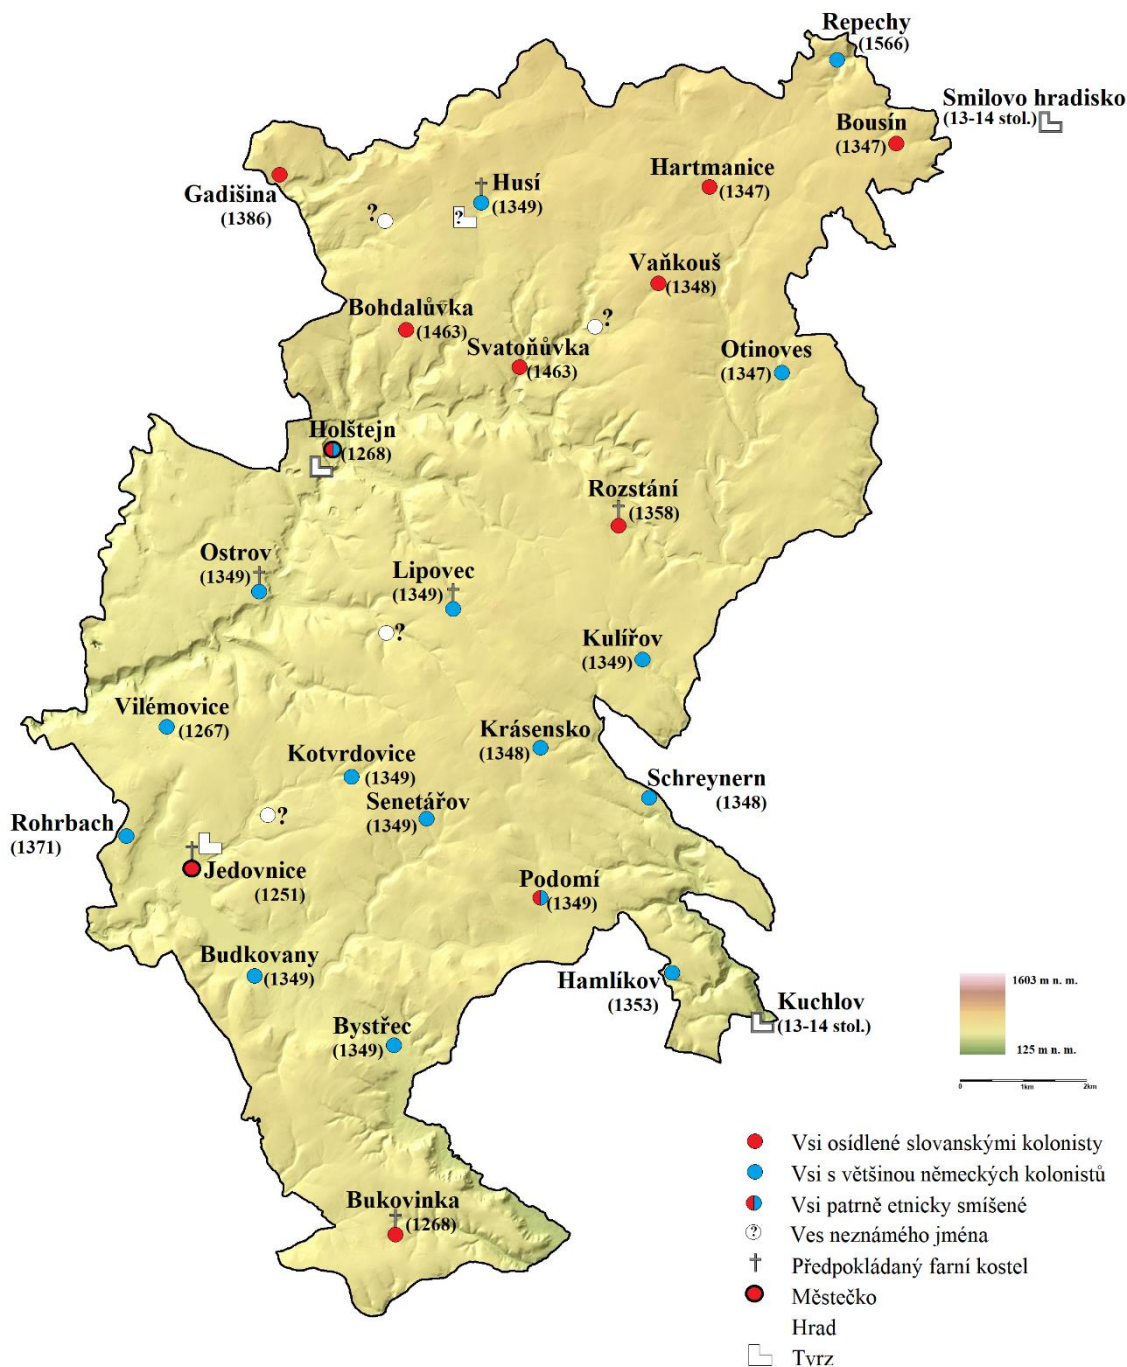 Repechy
(1566)
Smilovo hradisko
(13-14 stol.)
Bousín
(1347)
Hartmanice
(1347)
Gadišina
(1386)
Husí
(1349)
?
?
Vaňkouš
(1348)
Bohdalůvka
(1463)
?
Svatoňůvka
(1463)
Otinoves
(1347)
Holštejn
(1268)
Rozstání
(1358)
Ostrov
(1349)
Lipovec
(1349)
?
Kulířov
(1349)
Vilémovice
(1267)
Krásensko
(1348)
Kotvrdovice
(1349)
Schreynern
(1348)
Senetářov
(1349)
?
Rohrbach
(1371)
Jedovnice
(1251)
Podomí
(1349)
Budkovany
(1349)
Hamlíkov
(1353)
Kuchlov
(13-14 stol.)
Bystřec
(1349)
Bukovinka
(1268)
1603 m n. m.
125 m n. m.
0 1km 2km
Vsi osídlené slovanskými kolonisty
Vsi s většinou německých kolonistů
Vsi patrně etnicky smíšené
? Ves neznámého jména
Předpokládaný farní kostel
Městečko
Hrad
Tvrz